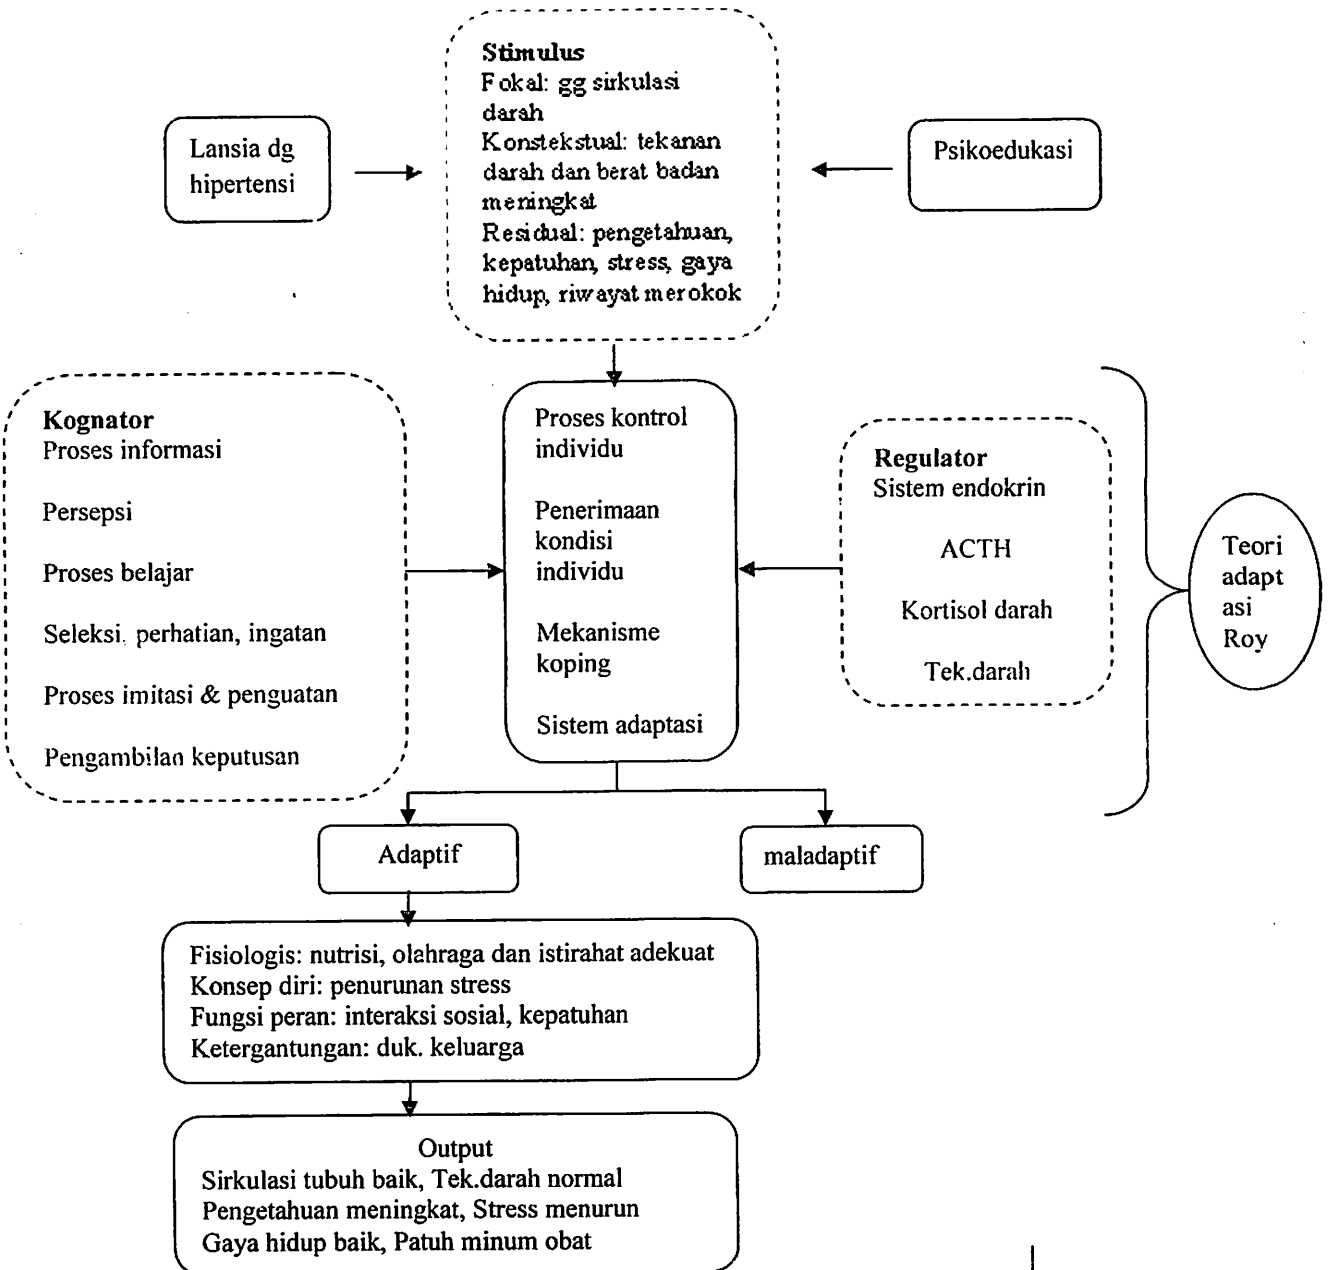 Stimulus
Fokal: gg sirkulasi
darah
Konstekstual: tekanan
darah dan berat badan
meningkat
Residual: pengetahuan,
kepatuhan, stress, gaya
hidup, riwayat merokok
Lansia dg
hipertensi
Psikoedukasi
Kognator
Proses informasi
Persepsi
Proses belajar
Seleksi, perhatian, ingatan
Proses imitasi & penguatan
Pengambilan keputusan
Proses kontrol
individu
Penerimaan
kondisi
individu
Mekanisme
koping
Sistem adaptasi
Regulator
Sistem endokrin
ACTH
Kortisol darah
Tek.darah
Teori
adapt
asi
Roy
Adaptif
maladaptif
Fisiologis: nutrisi, olahraga dan istirahat adekuat
Konsep diri: penurunan stress
Fungsi peran: interaksi sosial, kepatuhan
Ketergantungan: duk. keluarga
Output
Sirkulasi tubuh baik, Tek.darah normal
Pengetahuan meningkat, Stress menurun
Gaya hidup baik, Patuh minum obat